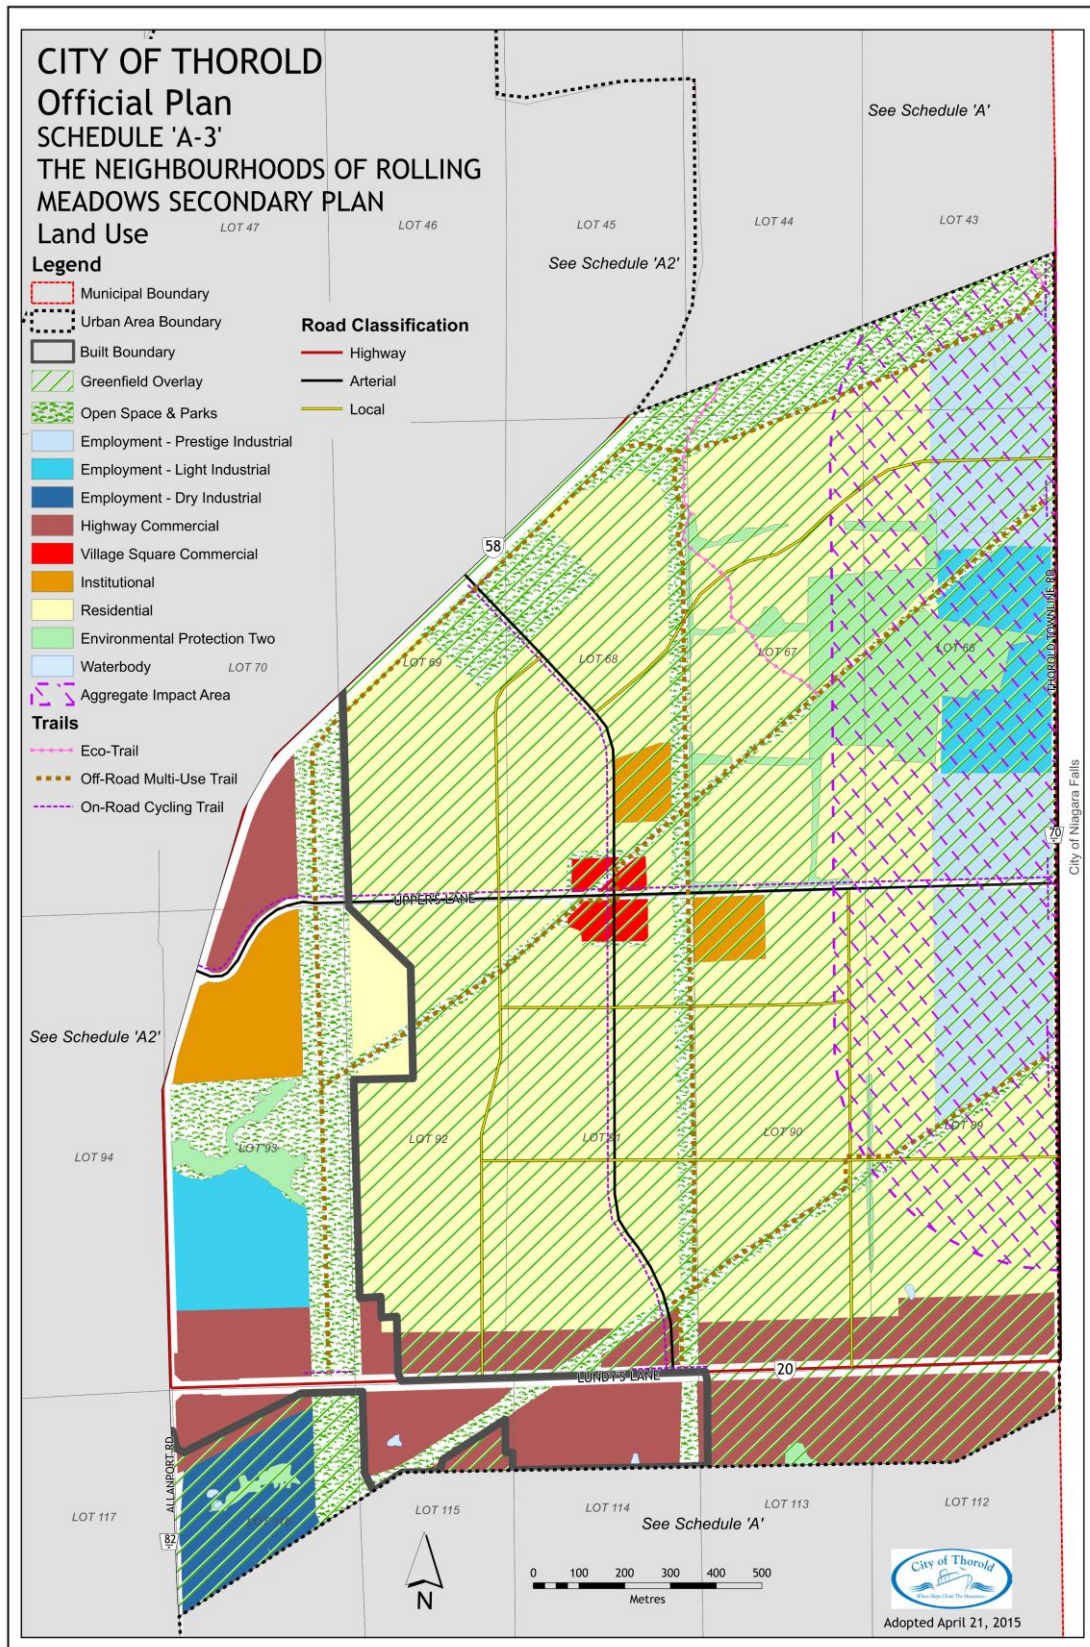 CITY OF THOROLD
Official Plan
SCHEDULE 'A-3'
THE NEIGHBOURHOODS OF ROLLING
MEADOWS SECONDARY PLAN
Land Use
Legend
Municipal Boundary
Urban Area Boundary
Built Boundary
Greenfield Overlay
Open Space & Parks
Employment - Prestige Industrial
Employment - Light Industrial
Employment - Dry Industrial
Highway Commercial
Village Square Commercial
Institutional
Residential
Environmental Protection Two
Waterbody
Aggregate Impact Area
Trails
Eco-Trail
Off-Road Multi-Use Trail
On-Road Cycling Trail
Road Classification
Highway
Arterial
Local
See Schedule 'A'
LOT 47
LOT 46
LOT 45
LOT 44
LOT 43
See Schedule 'A2'
58
LOT 70
LOT 69
LOT 68
LOT 67
LOT 66
THOROLD TOWNLINE RD
City of Niagara Falls
70
UPPER'S LANE
See Schedule 'A2'
LOT 94
LOT 93
LOT 92
LOT 91
LOT 90
LOT 89
20
LUNDY'S LANE
ALLANPORT RD
82
LOT 117
LOT 115
LOT 114
LOT 113
LOT 112
See Schedule 'A'
N
0 100 200 300 400 500
Metres
City of Thorold
Where Ships Climb The Mountain...
Adopted April 21, 2015